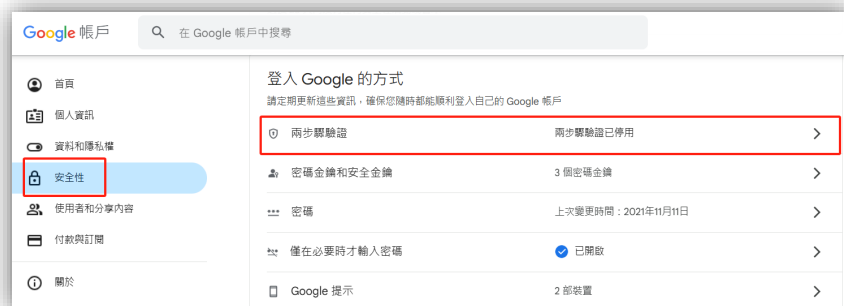 Google 帳戶
在 Google 帳戶中搜尋
首頁
個人資訊
資料和隱私權
安全性
使用者和分享內容
付款與訂閱
關於
登入 Google 的方式
請定期更新這些資訊，確保您隨時都能順利登入自己的 Google 帳戶
兩步驟驗證 兩步驟驗證已停用
密碼金鑰和安全金鑰 3 個密碼金鑰
密碼 上次變更時間：2021年11月11日
僅在必要時才輸入密碼 已開啟
Google 提示 2 部裝置